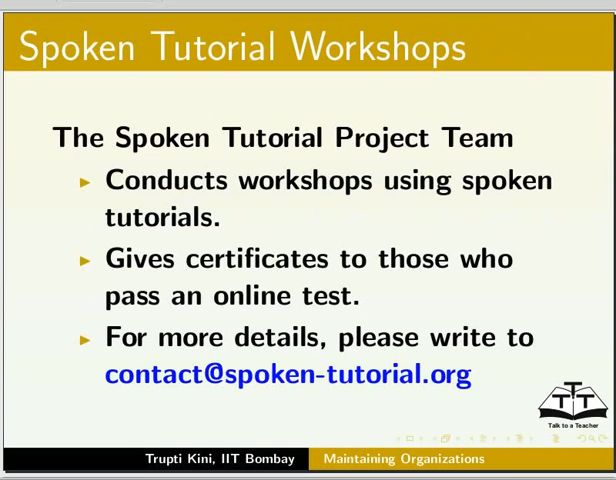 Spoken Tutorial Workshops
The Spoken Tutorial Project Team
Conducts workshops using spoken
tutorials.
Gives certificates to those who
pass an online test.
For more details, please write to
contact@spoken-tutorial.org
TTT
Talk to a Teacher
Trupti Kini, IIT Bombay
Maintaining Organizations